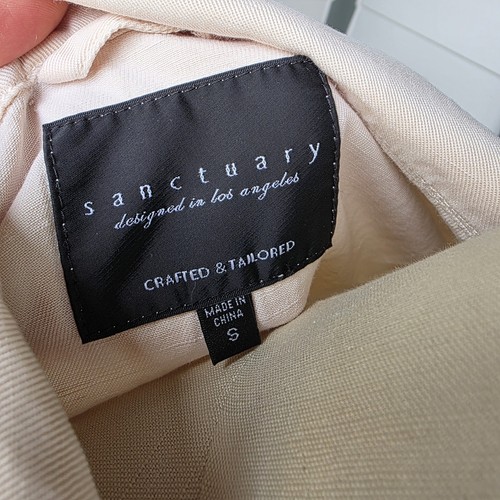 sanctuary
designed in los angeles
CRAFTED & TAILORED
MADE IN
CHINA
S